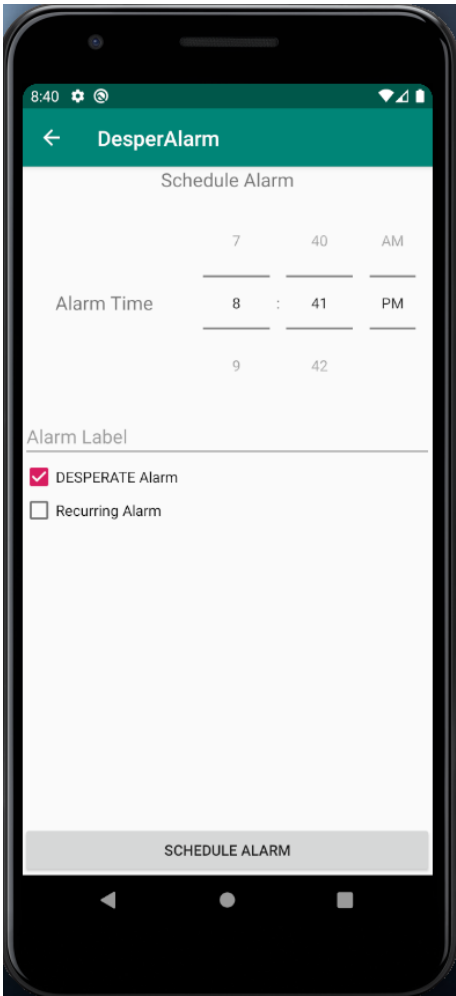 8:40
DesperAlarm
Schedule Alarm
7 40 AM
Alarm Time 8 : 41 PM
9 42
Alarm Label
DESPERATE Alarm
Recurring Alarm
SCHEDULE ALARM